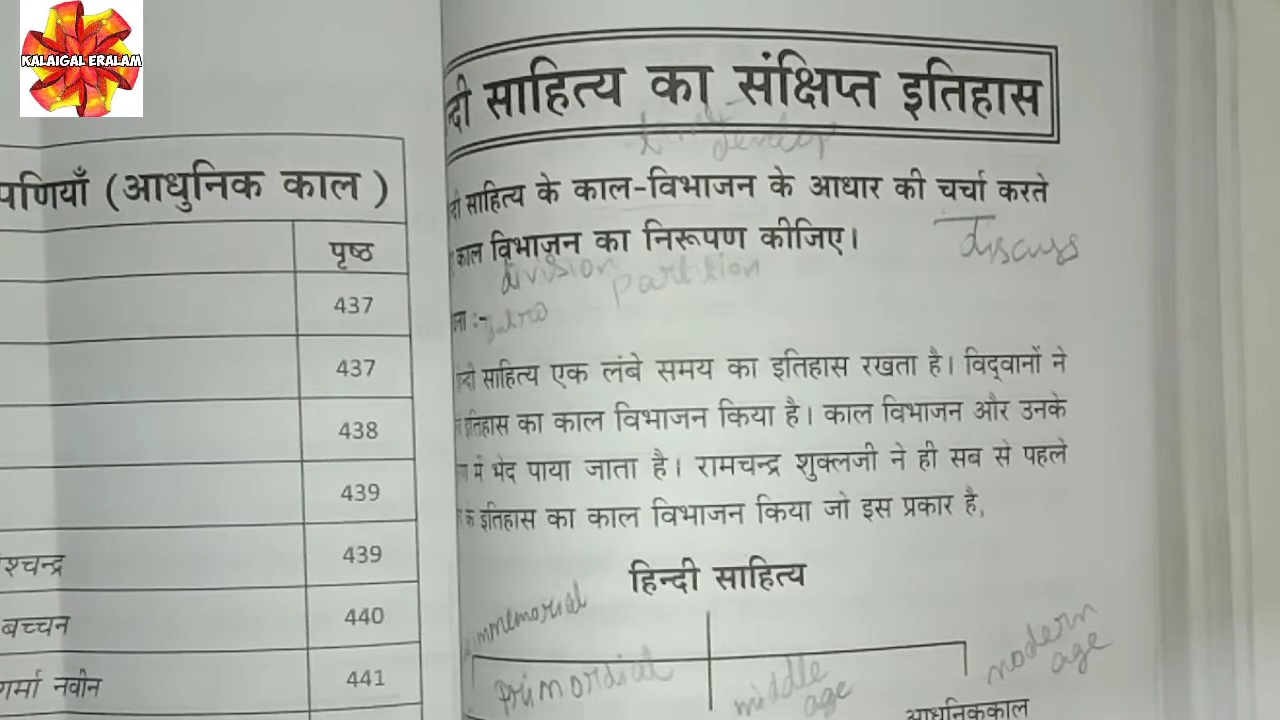 KALAIGAL ERALAM
पणियाँ (आधुनिक काल)
पृष्ठ
437
437
438
439
श्चन्द्र 439
बच्चन 440
शर्मा नवीन 441
साहित्य का संक्षिप्त इतिहास
develop
साहित्य के काल-विभाजन के आधार की चर्चा करते
काल विभाजन का निरूपण कीजिए।
discuss
division partition
साहित्य एक लंबे समय का इतिहास रखता है। विद्‌वानों ने
इतिहास का काल विभाजन किया है। काल विभाजन और उनके
में भेद पाया जाता है। रामचन्द्र शुक्लजी ने ही सब से पहले
के इतिहास का काल विभाजन किया जो इस प्रकार है,
हिन्दी साहित्य
immemorial
primordial
middle age
modern age
आधुनिककाल